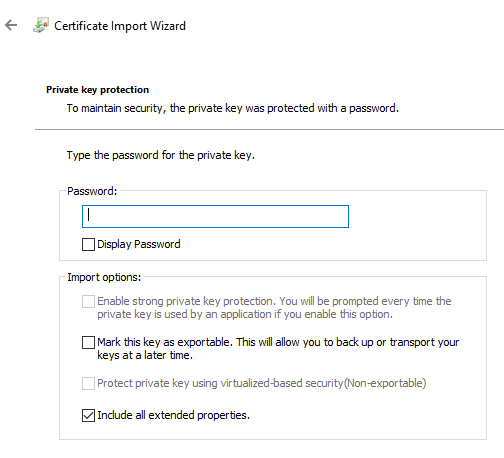 Certificate Import Wizard
Private key protection
To maintain security, the private key was protected with a password.
Type the password for the private key.
Password:
Display Password
Import options:
Enable strong private key protection. You will be prompted every time the
private key is used by an application if you enable this option.
Mark this key as exportable. This will allow you to back up or transport your
keys at a later time.
Protect private key using virtualized-based security(Non-exportable)
Include all extended properties.